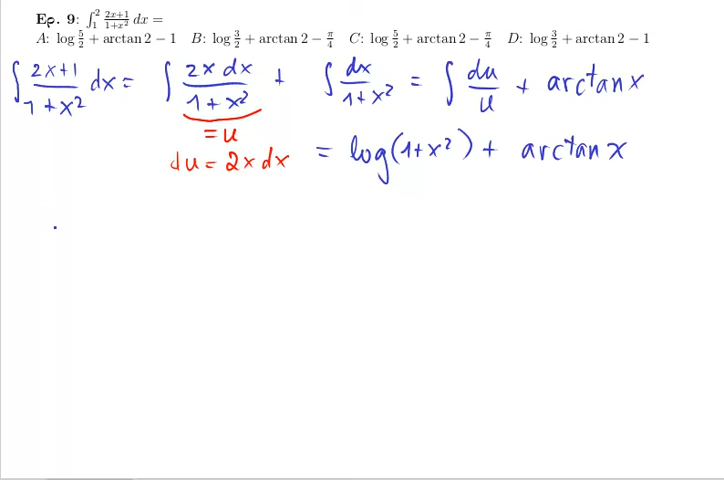 Ερ. 9: ∫₁² (2x+1)/(1+x²) dx =
A: log 5/2 + arctan 2 − 1 B: log 3/2 + arctan 2 − π/4 C: log 5/2 + arctan 2 − π/4 D: log 3/2 + arctan 2 − 1
∫ (2x+1)/(1+x²) dx = ∫ (2x dx)/(1+x²) + ∫ dx/(1+x²) = ∫ du/u + arctan x
= u
du = 2x dx = log(1+x²) + arctan x